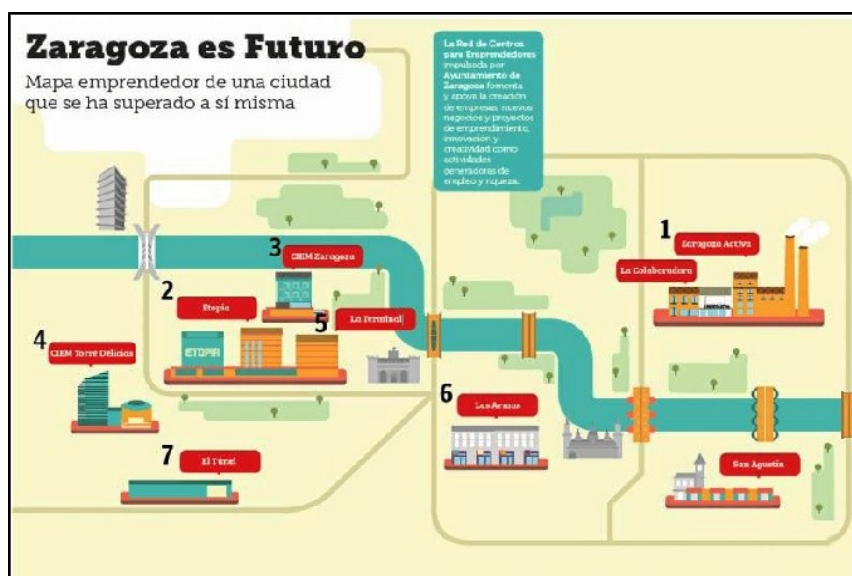 Zaragoza es Futuro
Mapa emprendedor de una ciudad
que se ha superado a sí misma
La Red de Centros
para Emprendedores
impulsada por
Ayuntamiento de
Zaragoza fomenta
y apoya la creación
de empresas, nuevos
negocios y proyectos
de emprendimiento,
innovación y
creatividad como
actividades
generadores de
empleo y riqueza.
1
Zaragoza Activa
La Colaboradora
3
CIEM Zaragoza
2
Etopia
ETOPIA
5
La Terminal
4
CIEM Torre Delicias
6
Las Armas
7
El Túnel
San Agustín